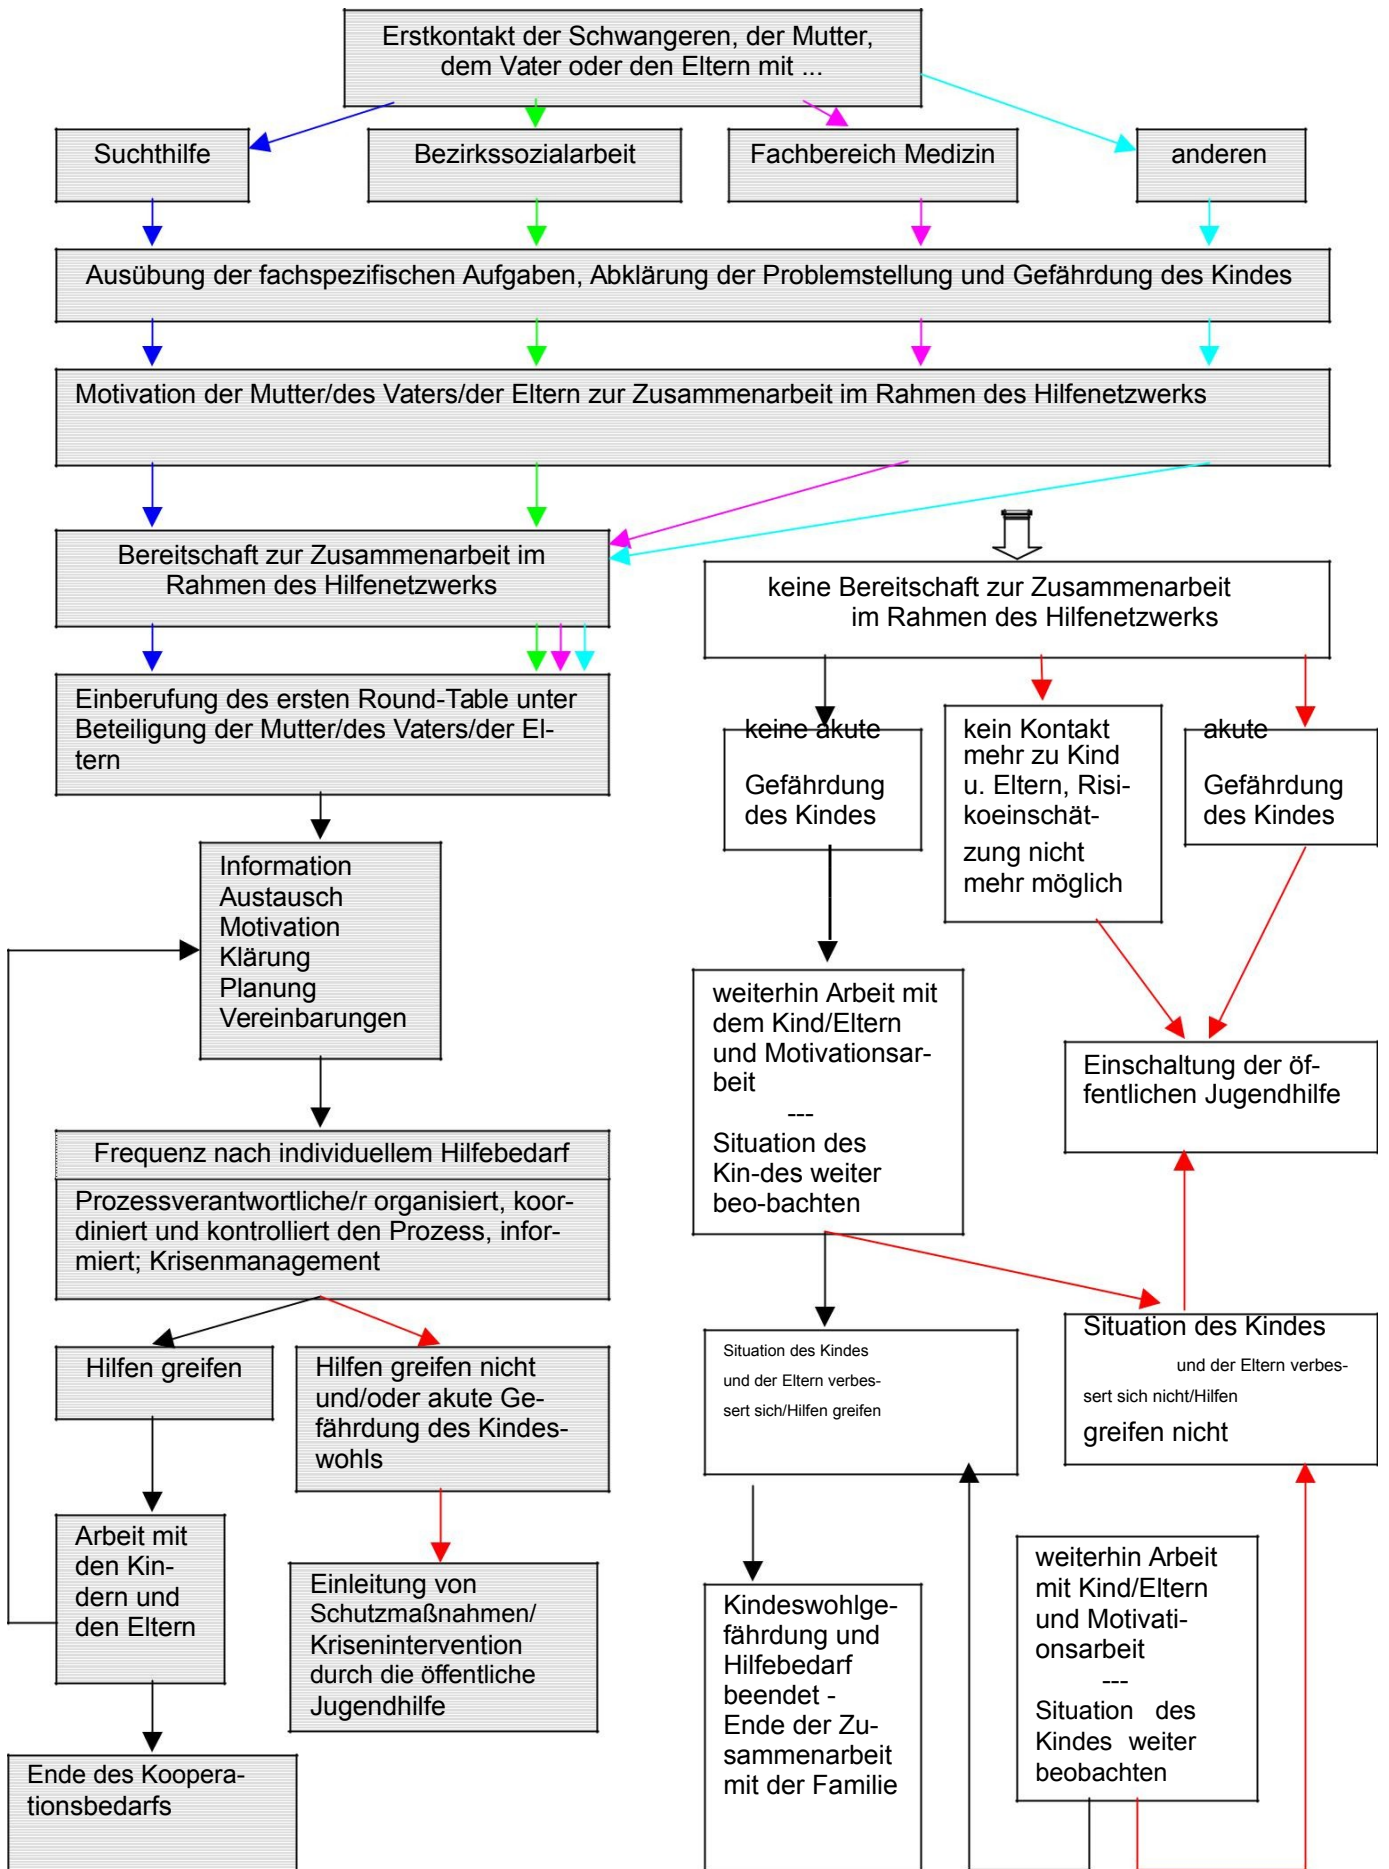 Erstkontakt der Schwangeren, der Mutter,
dem Vater oder den Eltern mit ...
Suchthilfe
Bezirkssozialarbeit
Fachbereich Medizin
anderen
Ausübung der fachspezifischen Aufgaben, Abklärung der Problemstellung und Gefährdung des Kindes
Motivation der Mutter/des Vaters/der Eltern zur Zusammenarbeit im Rahmen des Hilfenetzwerks
Bereitschaft zur Zusammenarbeit im
Rahmen des Hilfenetzwerks
keine Bereitschaft zur Zusammenarbeit
im Rahmen des Hilfenetzwerks
Einberufung des ersten Round-Table unter
Beteiligung der Mutter/des Vaters/der El-
tern
keine akute
Gefährdung
des Kindes
kein Kontakt
mehr zu Kind
u. Eltern, Risi-
koeinschät-
zung nicht
mehr möglich
akute
Gefährdung
des Kindes
Information
Austausch
Motivation
Klärung
Planung
Vereinbarungen
weiterhin Arbeit mit
dem Kind/Eltern
und Motivationsar-
beit
---
Situation des
Kin-des weiter
beo-bachten
Einschaltung der öf-
fentlichen Jugendhilfe
Frequenz nach individuellem Hilfebedarf
Prozessverantwortliche/r organisiert, koor-
diniert und kontrolliert den Prozess, infor-
miert; Krisenmanagement
Hilfen greifen
Hilfen greifen nicht
und/oder akute Ge-
fährdung des Kindes-
wohls
Situation des Kindes
und der Eltern verbes-
sert sich/Hilfen greifen
Situation des Kindes
und der Eltern verbes-
sert sich nicht/Hilfen
greifen nicht
Arbeit mit
den Kin-
dern und
den Eltern
Einleitung von
Schutzmaßnahmen/
Krisenintervention
durch die öffentliche
Jugendhilfe
Kindeswohlge-
fährdung und
Hilfebedarf
beendet -
Ende der Zu-
sammenarbeit
mit der Familie
weiterhin Arbeit
mit Kind/Eltern
und Motivati-
onsarbeit
---
Situation des
Kindes weiter
beobachten
Ende des Koopera-
tionsbedarfs